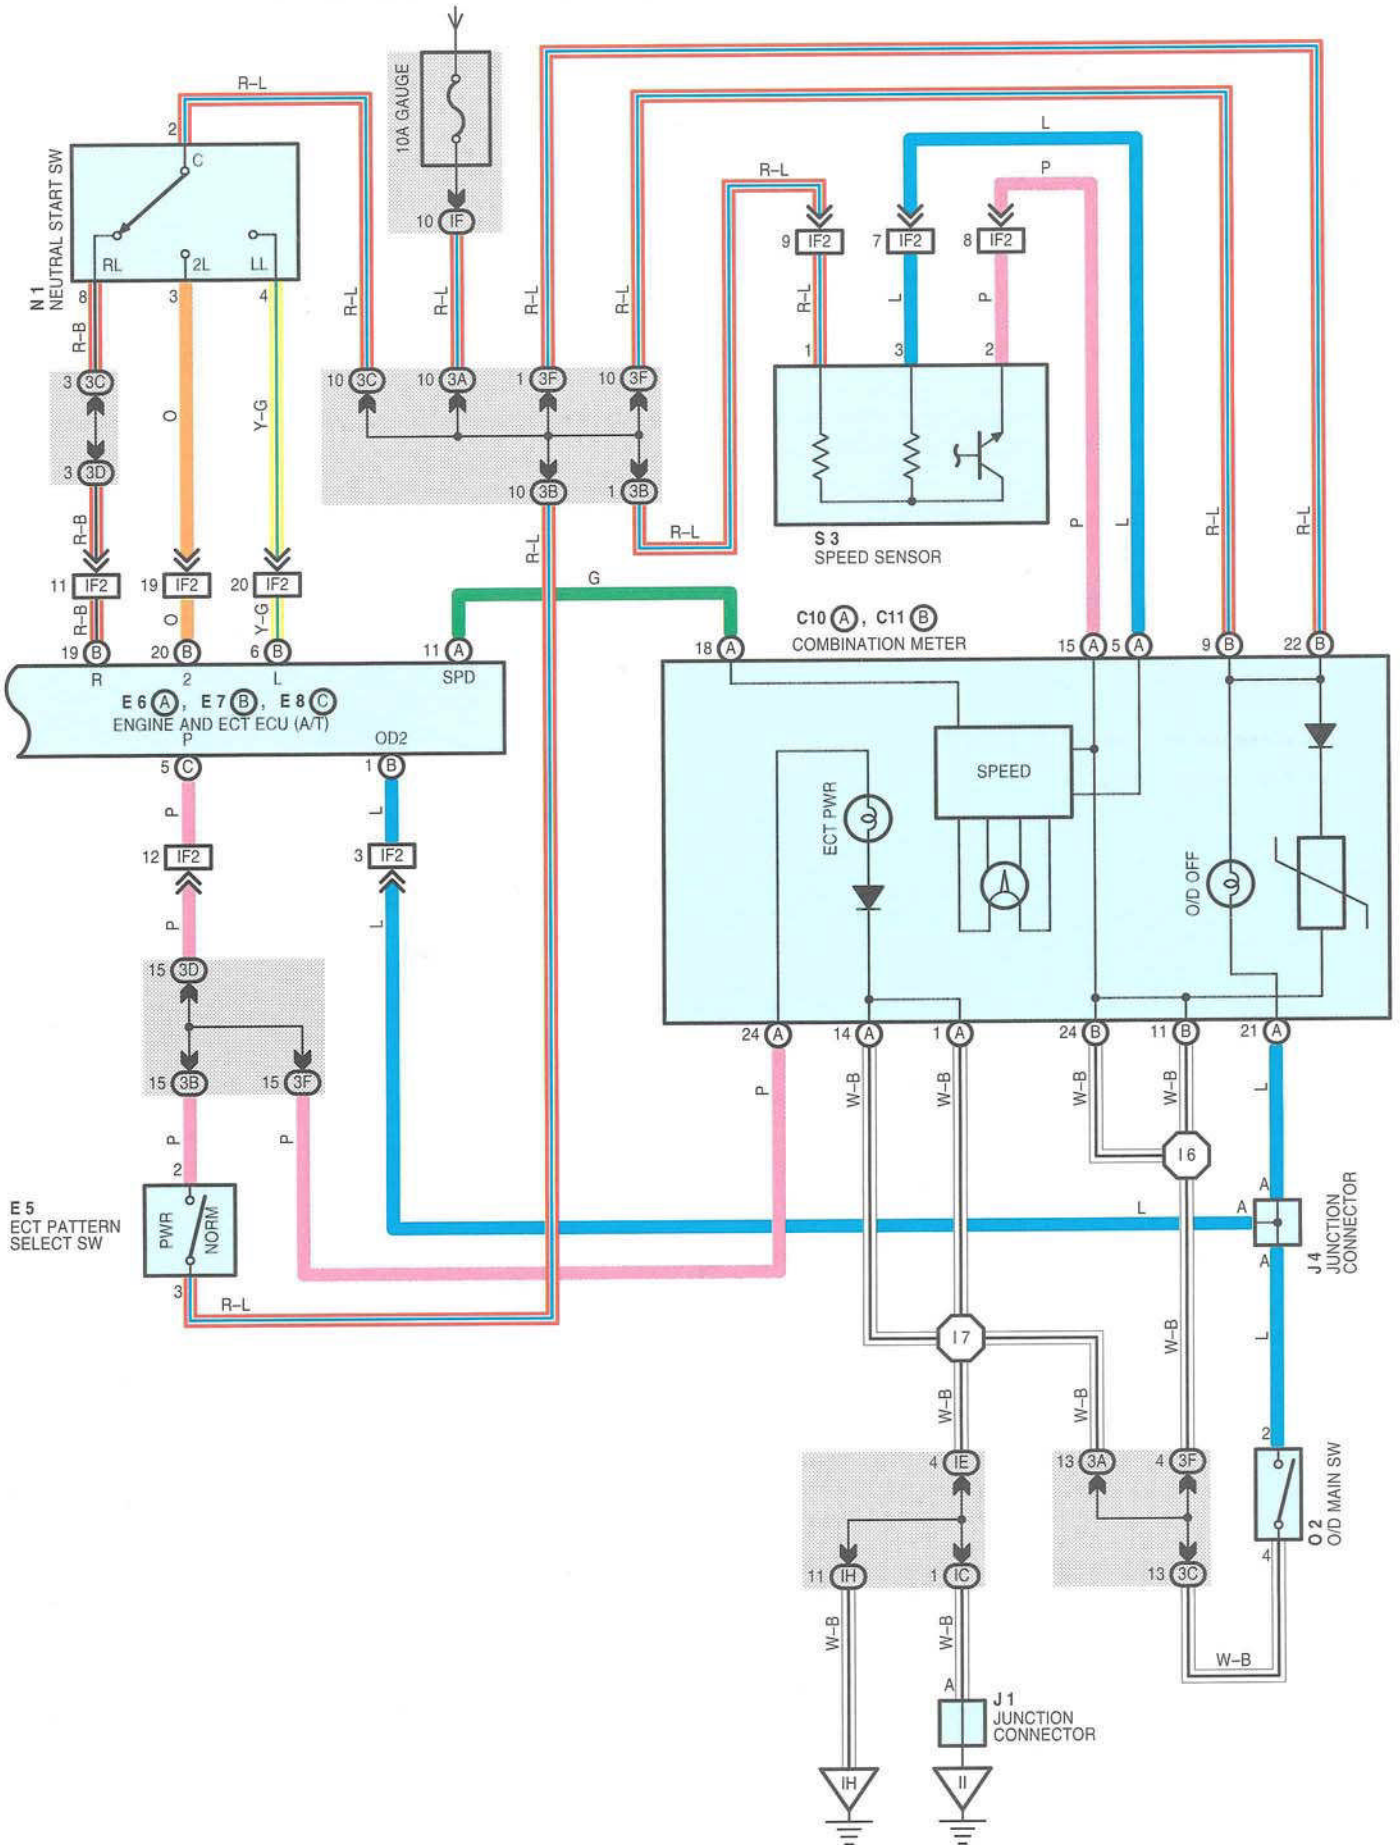 R–L
10A GAUGE
2
C
RL
2L
LL
N 1
NEUTRAL START SW
8
3
4
10 IF
R–L
L
P
9 IF2
7 IF2
8 IF2
R–B
O
Y–G
R–L
R–L
R–L
R–L
R–L
L
P
1
3
2
3 3C
10 3C
10 3A
1 3F
10 3F
3 3D
10 3B
1 3B
R–B
R–L
R–L
S 3
SPEED SENSOR
P
L
R–L
R–L
11 IF2
19 IF2
20 IF2
G
R–B
O
Y–G
C10 A , C11 B
COMBINATION METER
19 B
20 B
6 B
11 A
18 A
15 A
5 A
9 B
22 B
R
2
L
SPD
E 6 A , E 7 B , E 8 C
ENGINE AND ECT ECU (A/T)
P
OD2
5 C
1 B
SPEED
ECT PWR
O/D OFF
P
L
12 IF2
3 IF2
P
L
15 3D
15 3B
15 3F
24 A
14 A
1 A
24 B
11 B
21 A
P
P
P
W–B
W–B
W–B
W–B
L
2
I 6
E 5
ECT PATTERN
SELECT SW
PWR
NORM
3
R–L
L
A
A
A
J 4
JUNCTION
CONNECTOR
I 7
W–B
L
W–B
W–B
4 IE
13 3A
4 3F
2
O 2
O/D MAIN SW
4
11 IH
1 IC
13 3C
W–B
W–B
W–B
A
J 1
JUNCTION
CONNECTOR
IH
II